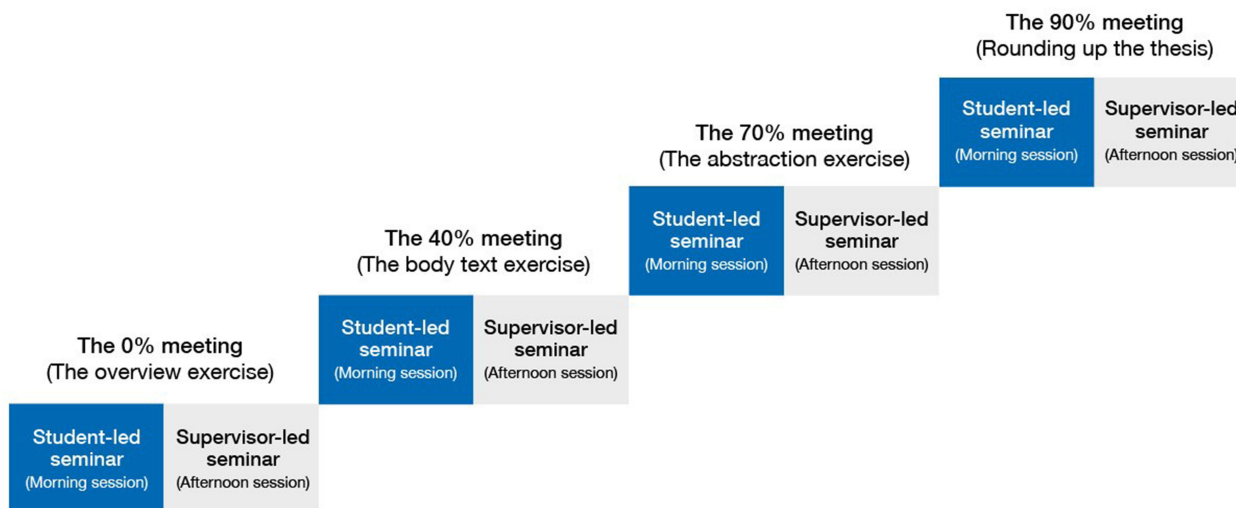 The 90% meeting
(Rounding up the thesis)
Student-led
seminar
(Morning session)
Supervisor-led
seminar
(Afternoon session)
The 70% meeting
(The abstraction exercise)
Student-led
seminar
(Morning session)
Supervisor-led
seminar
(Afternoon session)
The 40% meeting
(The body text exercise)
Student-led
seminar
(Morning session)
Supervisor-led
seminar
(Afternoon session)
The 0% meeting
(The overview exercise)
Student-led
seminar
(Morning session)
Supervisor-led
seminar
(Afternoon session)